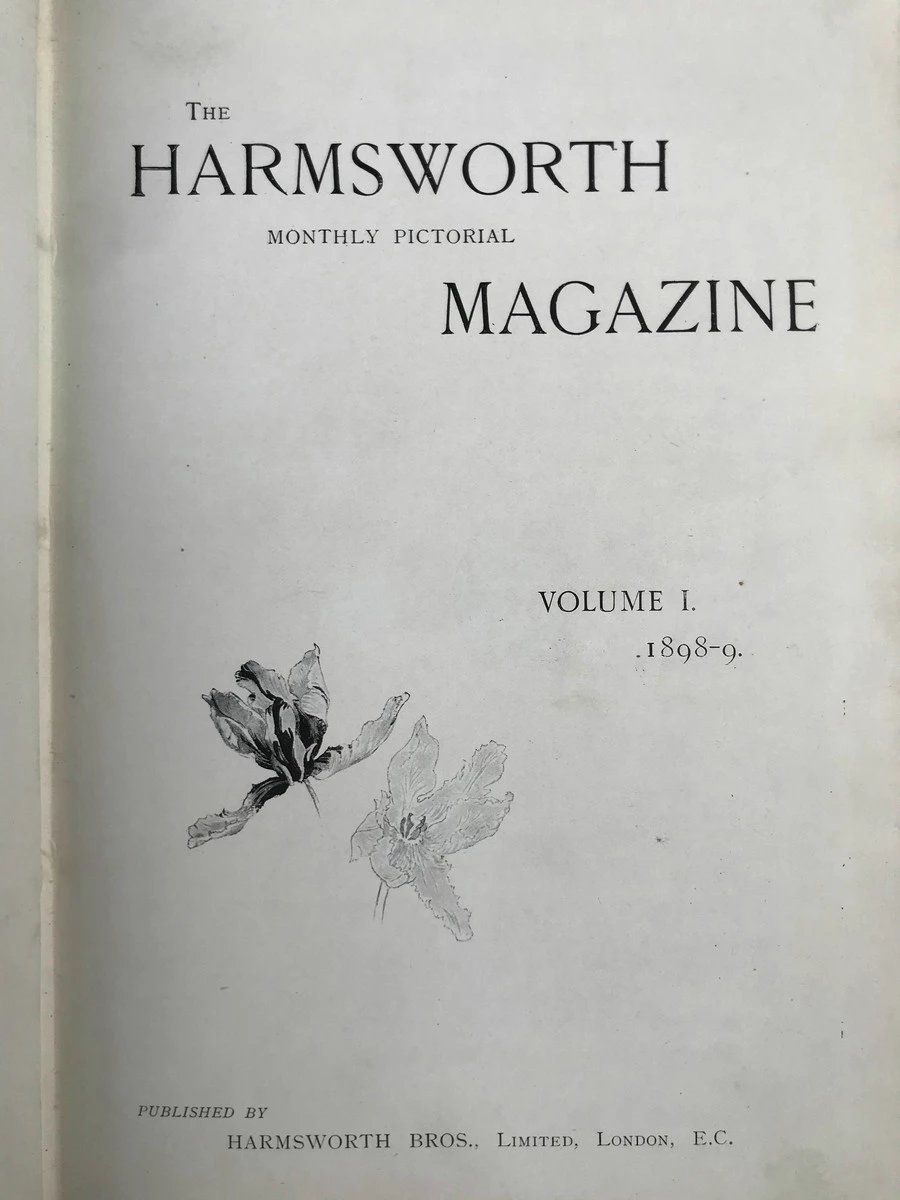 The
HARMSWORTH
MONTHLY PICTORIAL
MAGAZINE
VOLUME I.
1898-9.
PUBLISHED BY
HARMSWORTH BROS., Limited, London, E.C.